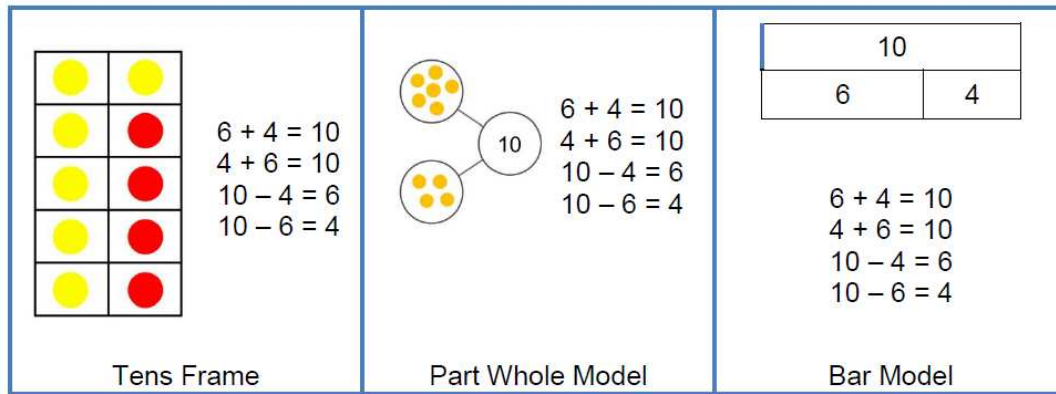 6 + 4 = 10
4 + 6 = 10
10 – 4 = 6
10 – 6 = 4
Tens Frame
10
6 + 4 = 10
4 + 6 = 10
10 – 4 = 6
10 – 6 = 4
Part Whole Model
10
6 4
6 + 4 = 10
4 + 6 = 10
10 – 4 = 6
10 – 6 = 4
Bar Model